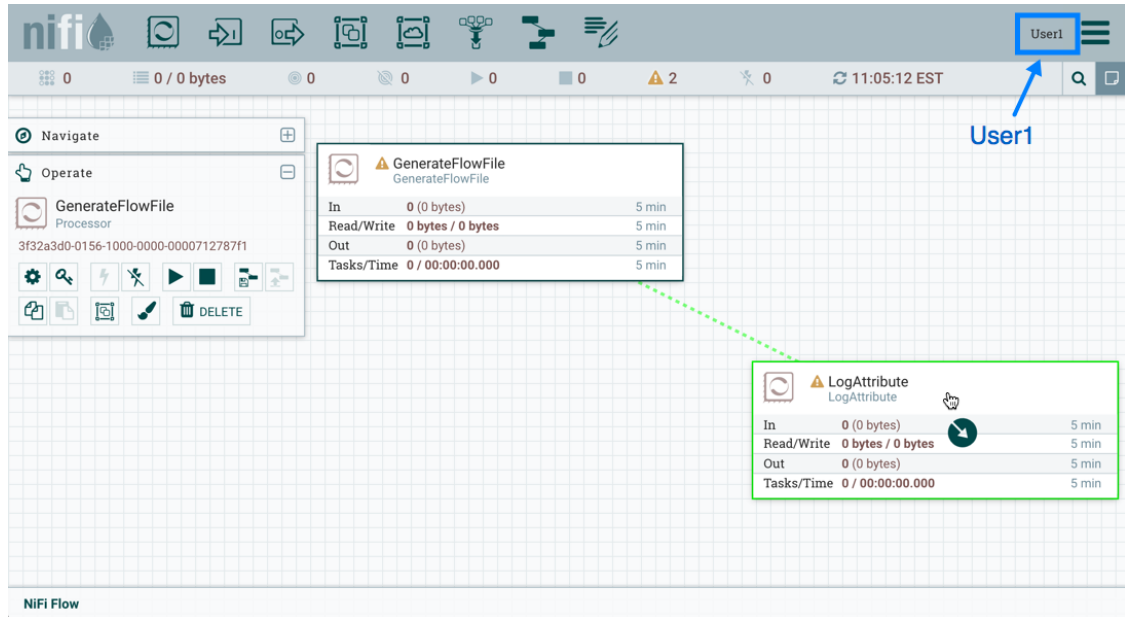 nifi
User1
0
0 / 0 bytes
0
0
0
0
2
0
11:05:12 EST
User1
Navigate
Operate
GenerateFlowFile
Processor
3f32a3d0-0156-1000-0000-0000712787f1
DELETE
GenerateFlowFile
GenerateFlowFile
In 0 (0 bytes) 5 min
Read/Write 0 bytes / 0 bytes 5 min
Out 0 (0 bytes) 5 min
Tasks/Time 0 / 00:00:00.000 5 min
LogAttribute
LogAttribute
In 0 (0 bytes) 5 min
Read/Write 0 bytes / 0 bytes 5 min
Out 0 (0 bytes) 5 min
Tasks/Time 0 / 00:00:00.000 5 min
NiFi Flow